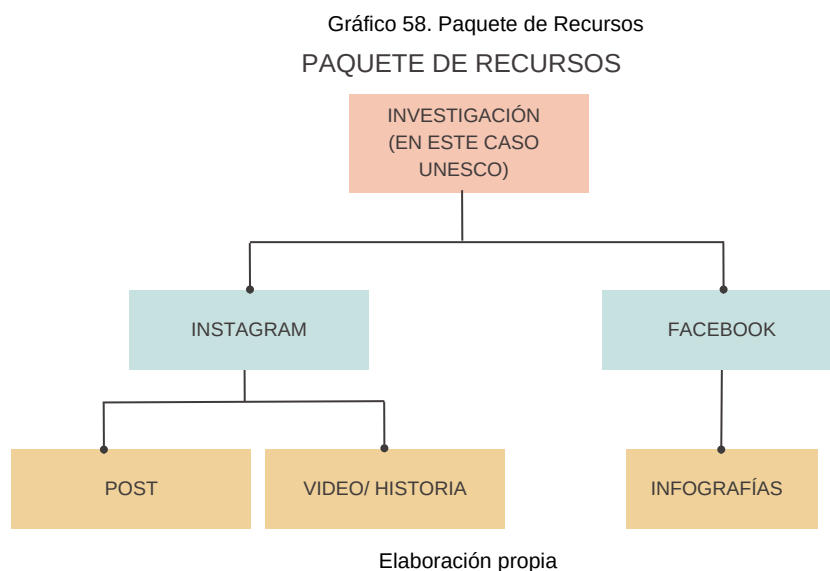 Gráfico 58. Paquete de Recursos
PAQUETE DE RECURSOS
INVESTIGACIÓN
(EN ESTE CASO
UNESCO)
INSTAGRAM
FACEBOOK
POST
VIDEO/ HISTORIA
INFOGRAFÍAS
Elaboración propia